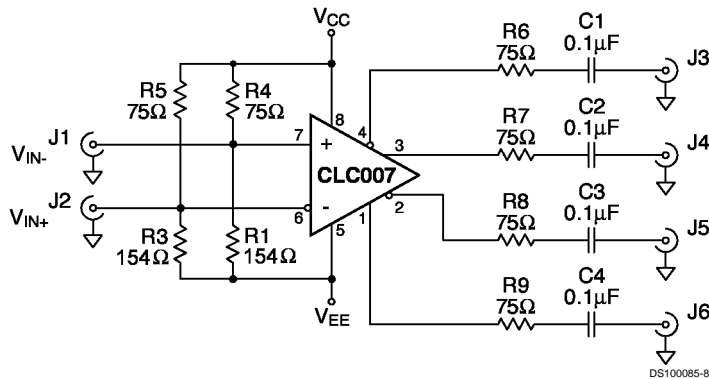 VCC
R6
75Ω
C1
0.1µF
J3
R5
75Ω
R4
75Ω
8
4
R7
75Ω
C2
0.1µF
J4
J1
VIN-
7
+
3
CLC007
J2
VIN+
6
-
2
R8
75Ω
C3
0.1µF
J5
R3
154Ω
R1
154Ω
5
1
VEE
R9
75Ω
C4
0.1µF
J6
DS100085-8